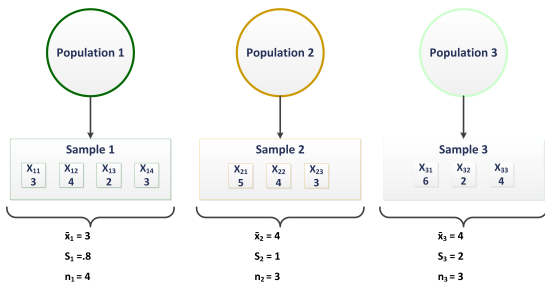 Population 1
Population 2
Population 3
Sample 1
X₁₁ X₁₂ X₁₃ X₁₄
3 4 2 3
Sample 2
X₂₁ X₂₂ X₂₃
5 4 3
Sample 3
X₃₁ X₃₂ X₃₃
6 2 4
x̄₁ = 3
S₁ =.8
n₁ = 4
x̄₂ = 4
S₂ = 1
n₂ = 3
x̄₃ = 4
S₃ = 2
n₃ = 3